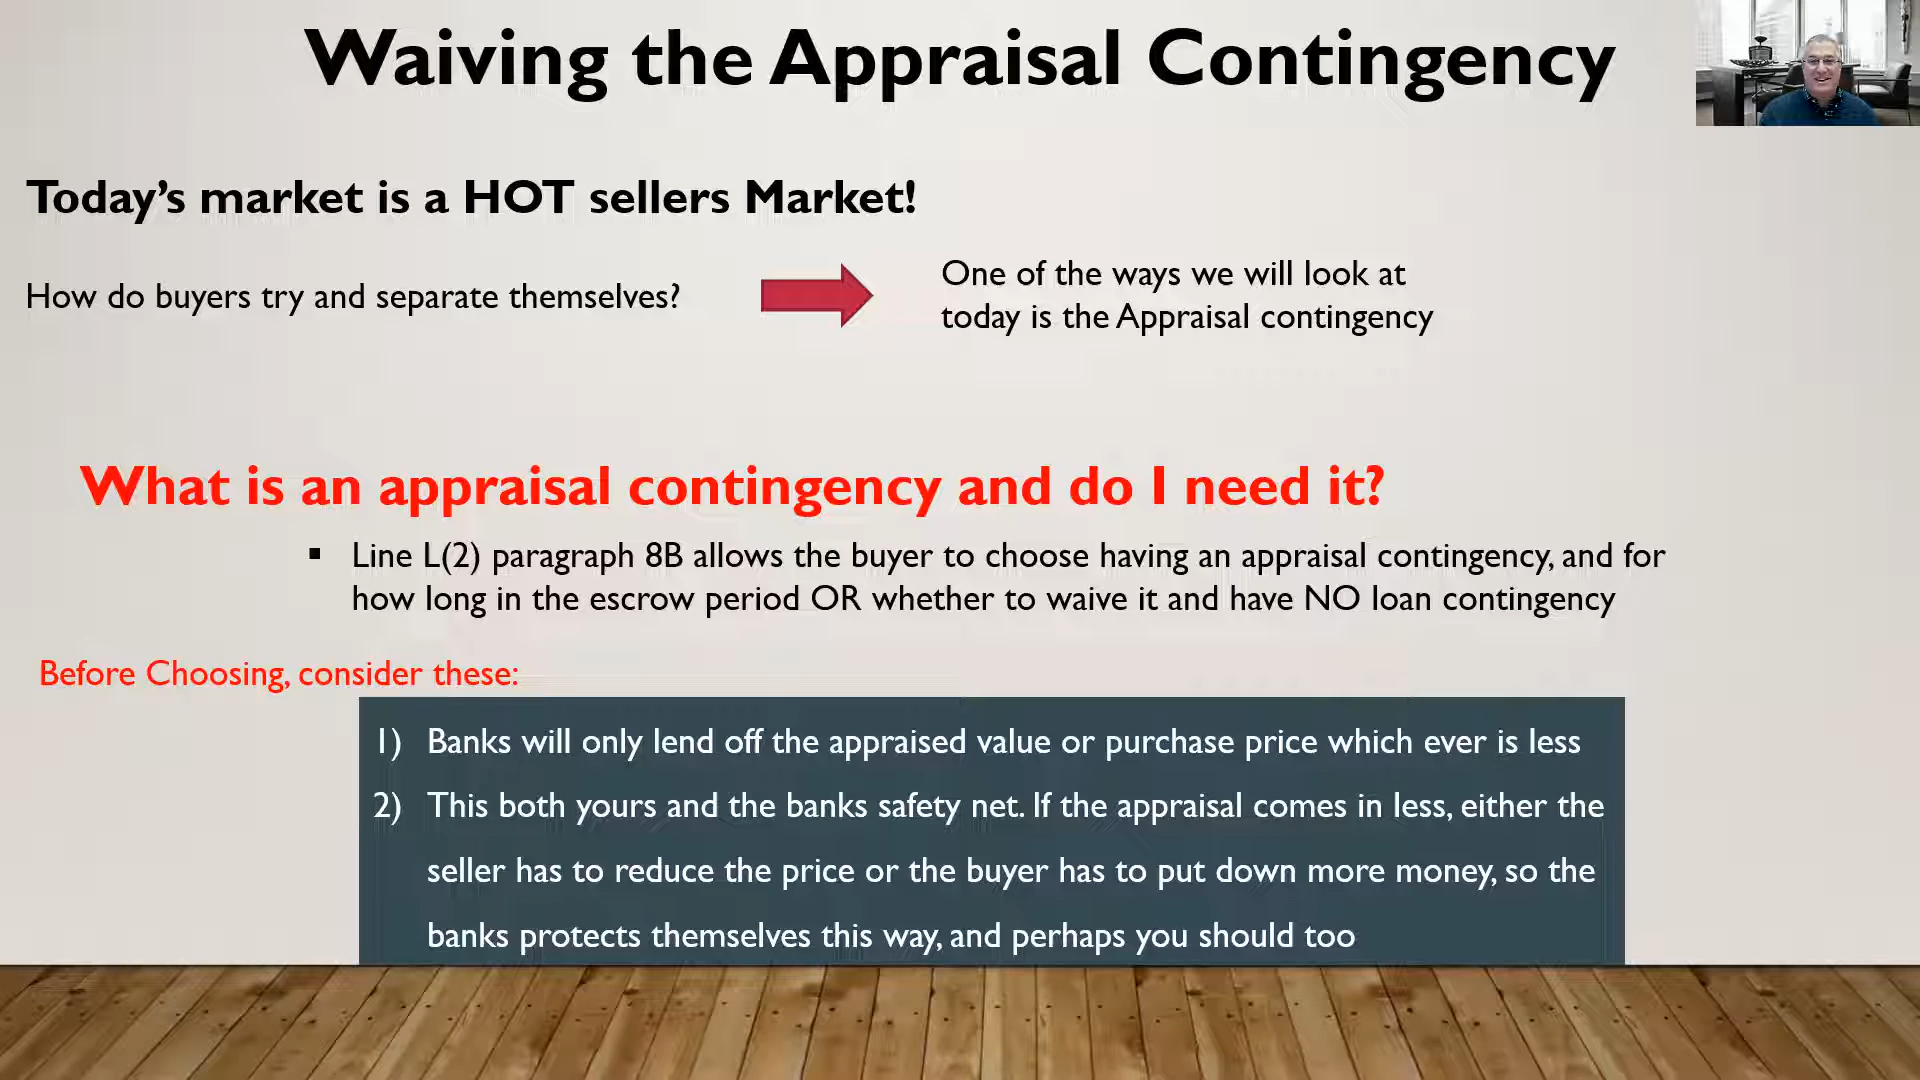 Waiving the Appraisal Contingency
Today's market is a HOT sellers Market!
How do buyers try and separate themselves?
One of the ways we will look at
today is the Appraisal contingency
What is an appraisal contingency and do I need it?
▪ Line L(2) paragraph 8B allows the buyer to choose having an appraisal contingency, and for
how long in the escrow period OR whether to waive it and have NO loan contingency
Before Choosing, consider these:
1) Banks will only lend off the appraised value or purchase price which ever is less
2) This both yours and the banks safety net. If the appraisal comes in less, either the
seller has to reduce the price or the buyer has to put down more money, so the
banks protects themselves this way, and perhaps you should too